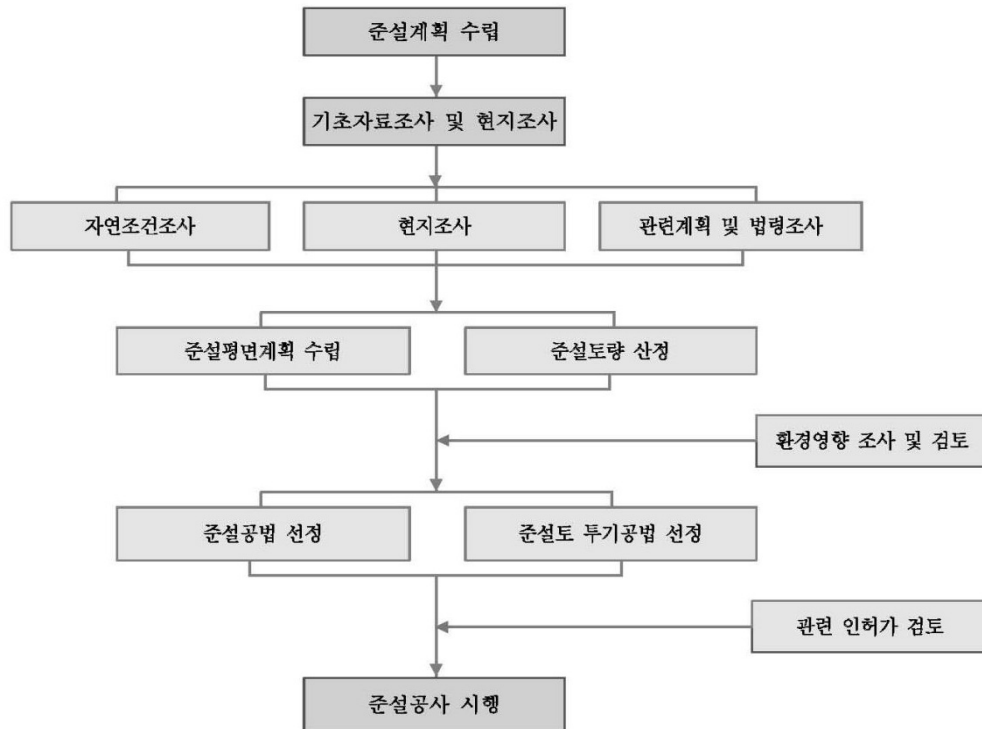 준설계획 수립
기초자료조사 및 현지조사
자연조건조사
현지조사
관련계획 및 법령조사
준설평면계획 수립
준설토량 산정
환경영향 조사 및 검토
준설공법 선정
준설토 투기공법 선정
관련 인허가 검토
준설공사 시행